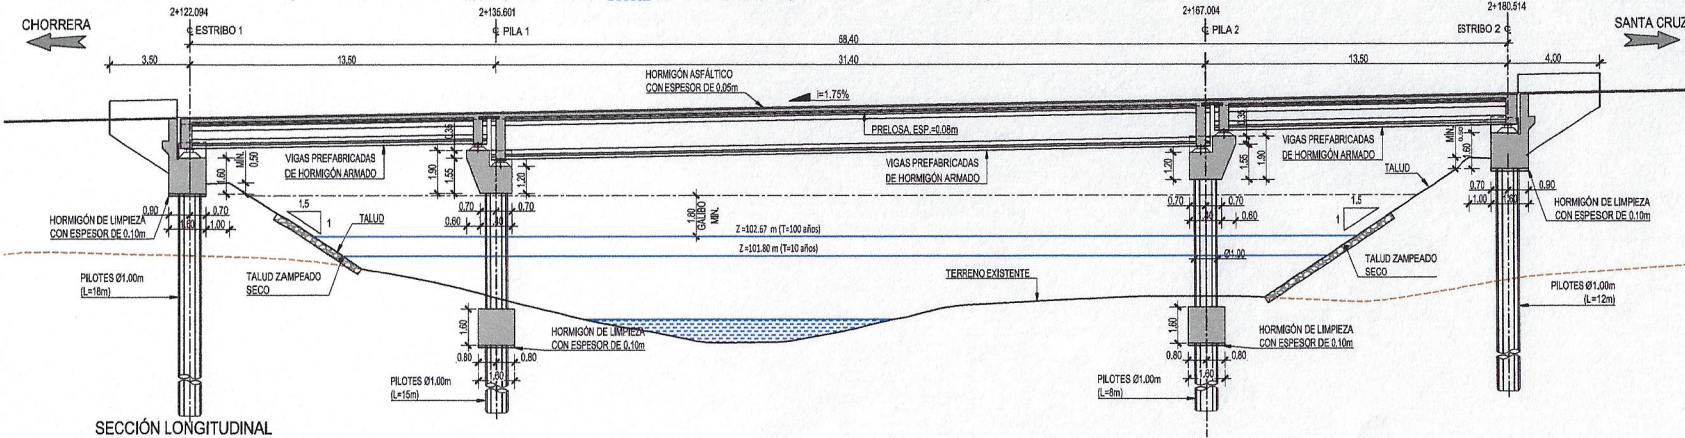 2+122.094
2+135.601
2+167.004
2+180.514
CHORRERA
ESTRIBO 1
PILA 1
PILA 2
ESTRIBO 2
SANTA CRUZ
58.40
3.50
13.50
31.40
13.50
4.00
HORMIGÓN ASFÁLTICO
CON ESPESOR DE 0.05m
I=1.75%
PRELOSA, ESP.=0.08m
VIGAS PREFABRICADAS
DE HORMIGÓN ARMADO
VIGAS PREFABRICADAS
DE HORMIGÓN ARMADO
VIGAS PREFABRICADAS
DE HORMIGÓN ARMADO
MÍN.
0.50
1.60
1.35
1.90
1.55
1.20
1.20
1.35
1.55
1.90
MÍN.
1.60
TALUD
HORMIGÓN DE LIMPIEZA
CON ESPESOR DE 0.10m
0.70
1.00
1.5
1
TALUD
0.70
0.70
0.60
1.80
GÁLIBO
MIN.
0.70
0.70
0.60
1.5
1
0.70
0.90
1.00
HORMIGÓN DE LIMPIEZA
CON ESPESOR DE 0.10m
Z=102.67 m (T=100 años)
Z=101.80 m (T=10 años)
Ø1.00
TALUD ZAMPEADO
SECO
TALUD ZAMPEADO
SECO
TERRENO EXISTENTE
PILOTES Ø1.00m
(L=18m)
PILOTES Ø1.00m
(L=12m)
1.60
HORMIGÓN DE LIMPIEZA
CON ESPESOR DE 0.10m
1.60
HORMIGÓN DE LIMPIEZA
CON ESPESOR DE 0.10m
0.80
0.80
1.60
0.80
0.80
1.60
PILOTES Ø1.00m
(L=15m)
PILOTES Ø1.00m
(L=8m)
SECCIÓN LONGITUDINAL